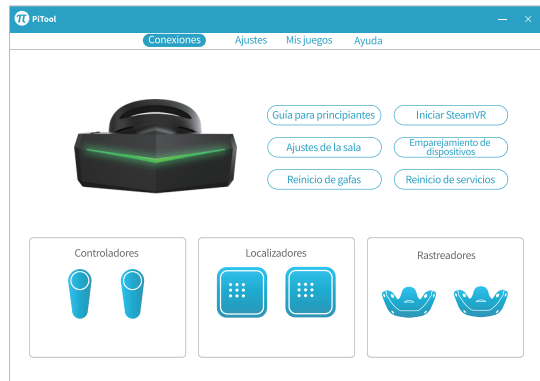 PiTool
Conexiones Ajustes Mis juegos Ayuda
Guía para principiantes Iniciar SteamVR
Ajustes de la sala Emparejamiento de
dispositivos
Reinicio de gafas Reinicio de servicios
Controladores Localizadores Rastreadores